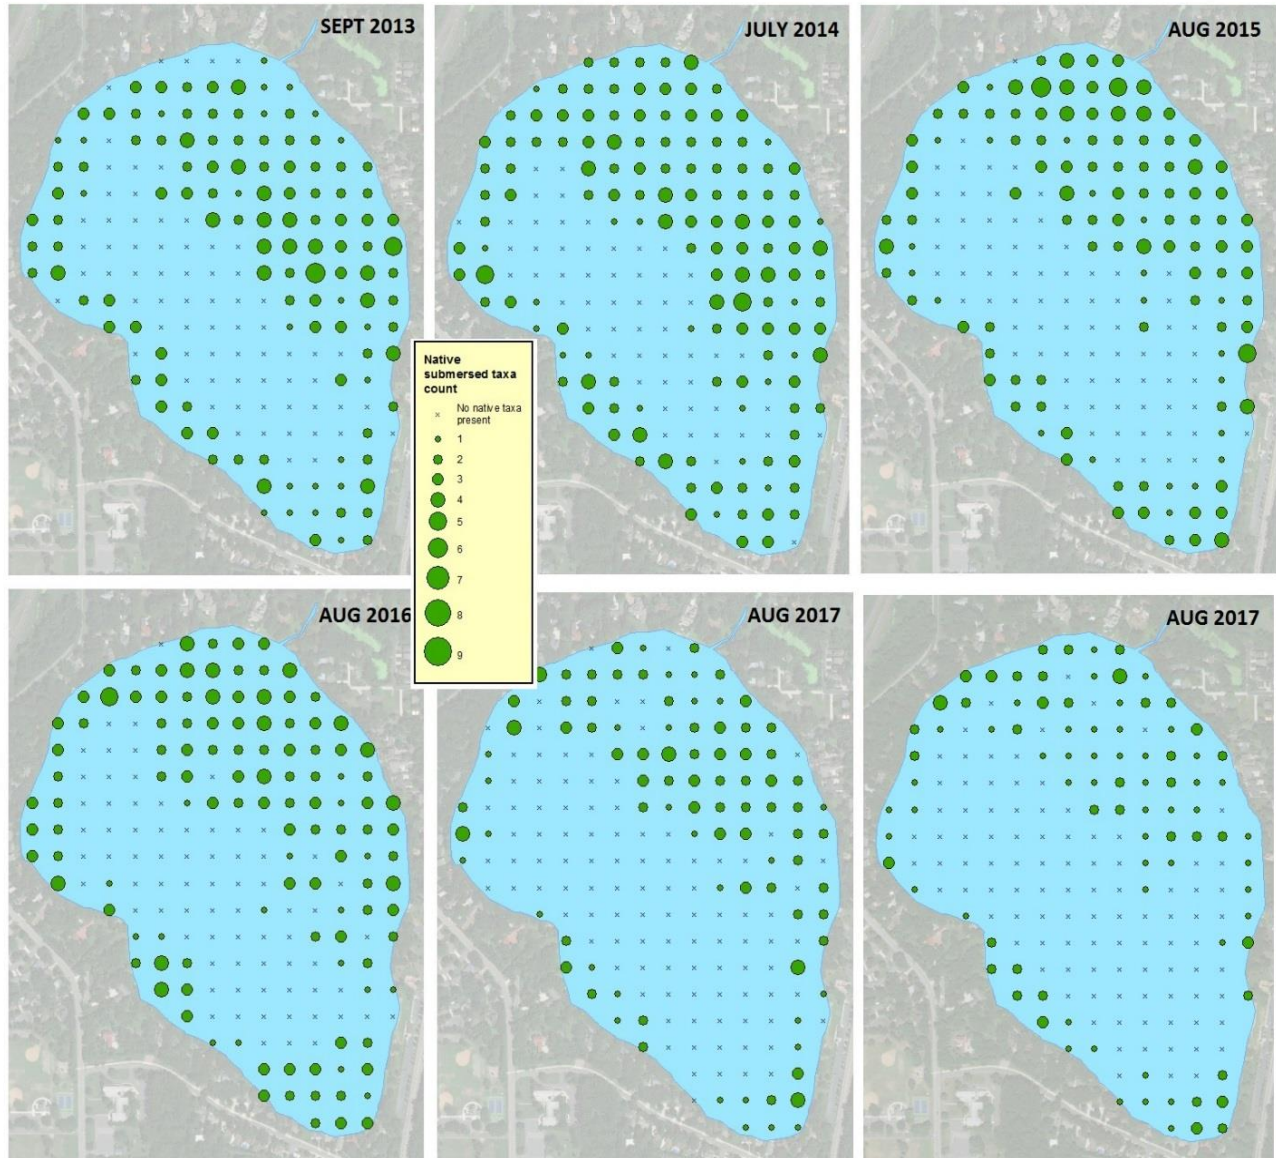 SEPT 2013
JULY 2014
AUG 2015
Native
submersed taxa
count
No native taxa
present
1
2
3
4
5
6
7
8
9
AUG 2016
AUG 2017
AUG 2017